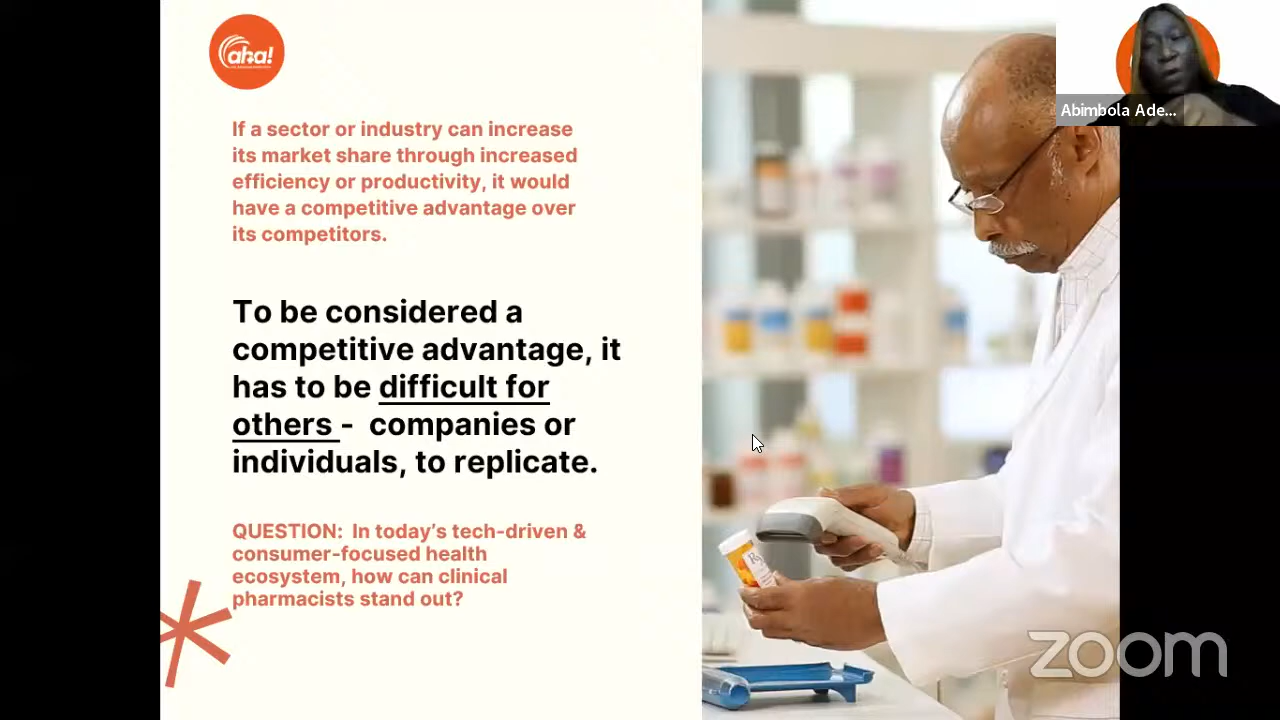 aha!
If a sector or industry can increase
its market share through increased
efficiency or productivity, it would
have a competitive advantage over
its competitors.
To be considered a
competitive advantage, it
has to be difficult for
others -  companies or
individuals, to replicate.
QUESTION:  In today’s tech-driven &
consumer-focused health
ecosystem, how can clinical
pharmacists stand out?
Abimbola Ade...
zoom